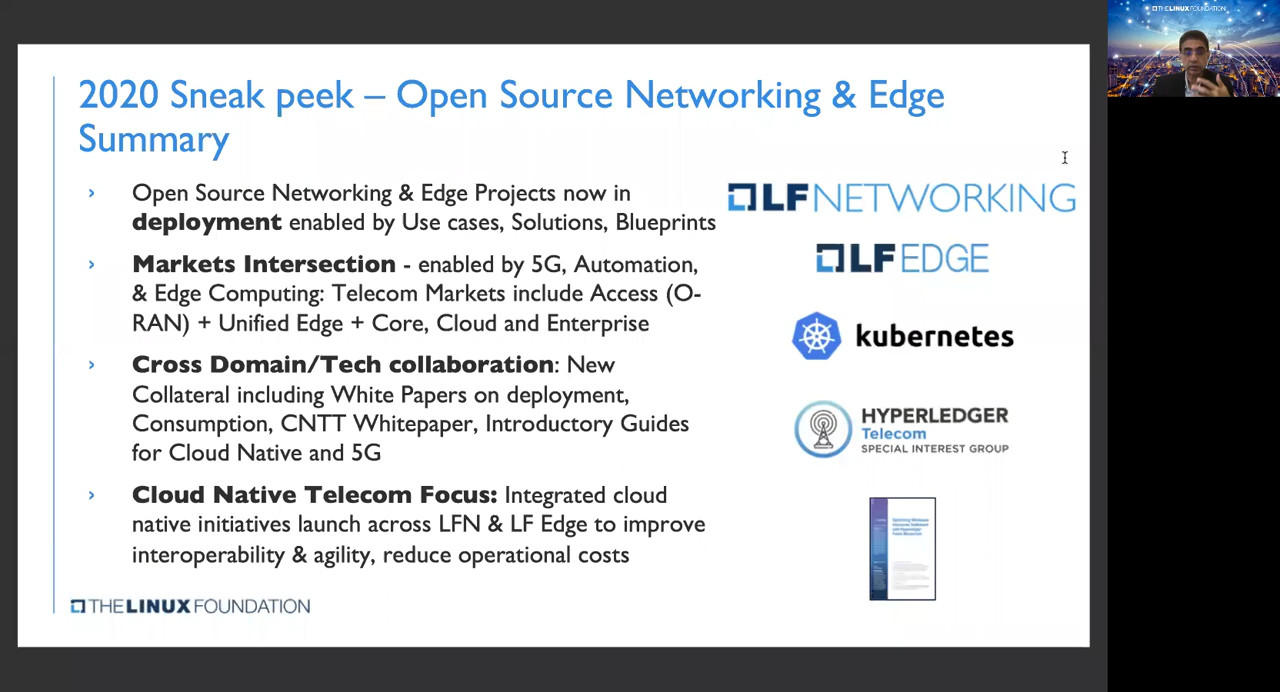 THE LINUX FOUNDATION
2020 Sneak peek – Open Source Networking & Edge
Summary
› Open Source Networking & Edge Projects now in
deployment enabled by Use cases, Solutions, Blueprints
› Markets Intersection - enabled by 5G, Automation,
& Edge Computing: Telecom Markets include Access (O-
RAN) + Unified Edge + Core, Cloud and Enterprise
› Cross Domain/Tech collaboration: New
Collateral including White Papers on deployment,
Consumption, CNTT Whitepaper, Introductory Guides
for Cloud Native and 5G
› Cloud Native Telecom Focus: Integrated cloud
native initiatives launch across LFN & LF Edge to improve
interoperability & agility, reduce operational costs
LFNETWORKING
LFEDGE
kubernetes
HYPERLEDGER
Telecom
SPECIAL INTEREST GROUP
THELINUXFOUNDATION